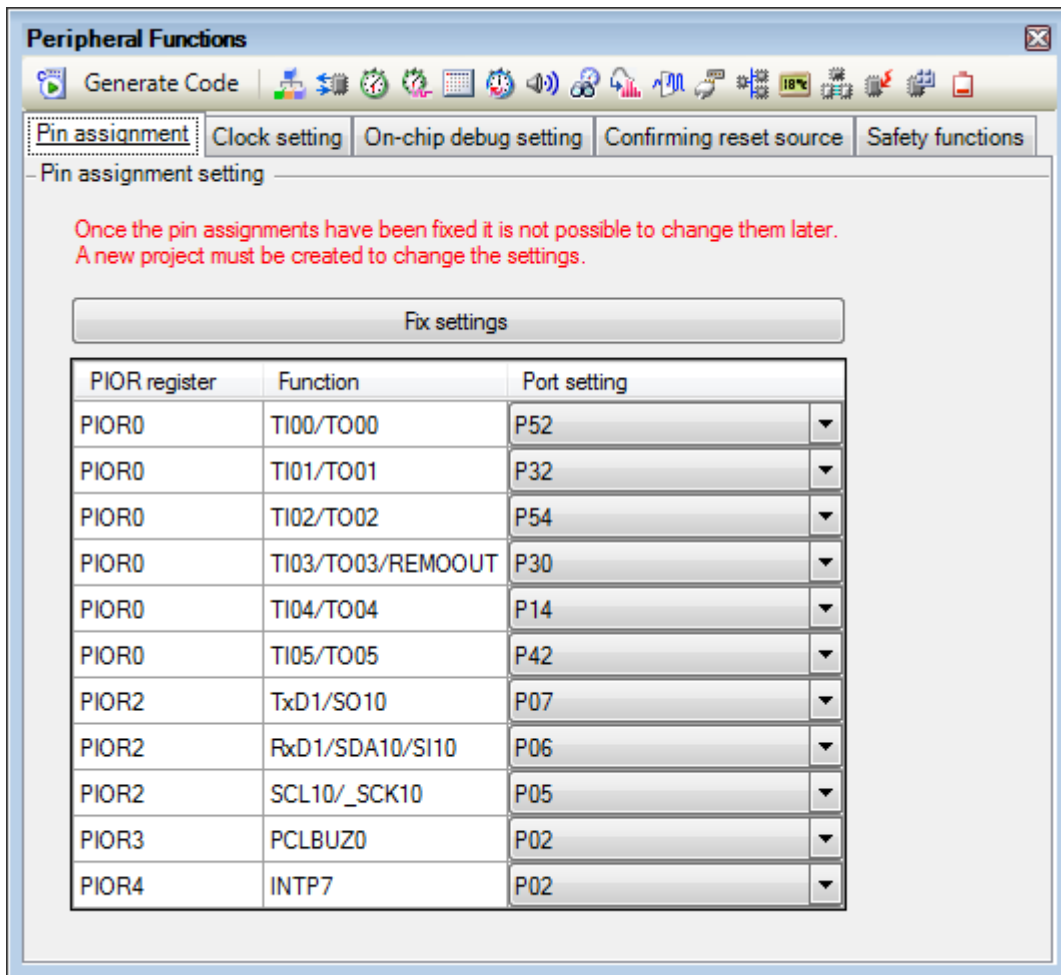 Peripheral Functions
Generate Code
Pin assignment Clock setting On-chip debug setting Confirming reset source Safety functions
Pin assignment setting
Once the pin assignments have been fixed it is not possible to change them later.
A new project must be created to change the settings.
Fix settings
PIOR register Function Port setting
PIOR0 TI00/TO00 P52
PIOR0 TI01/TO01 P32
PIOR0 TI02/TO02 P54
PIOR0 TI03/TO03/REMOOUT P30
PIOR0 TI04/TO04 P14
PIOR0 TI05/TO05 P42
PIOR2 TxD1/SO10 P07
PIOR2 RxD1/SDA10/SI10 P06
PIOR2 SCL10/_SCK10 P05
PIOR3 PCLBUZ0 P02
PIOR4 INTP7 P02